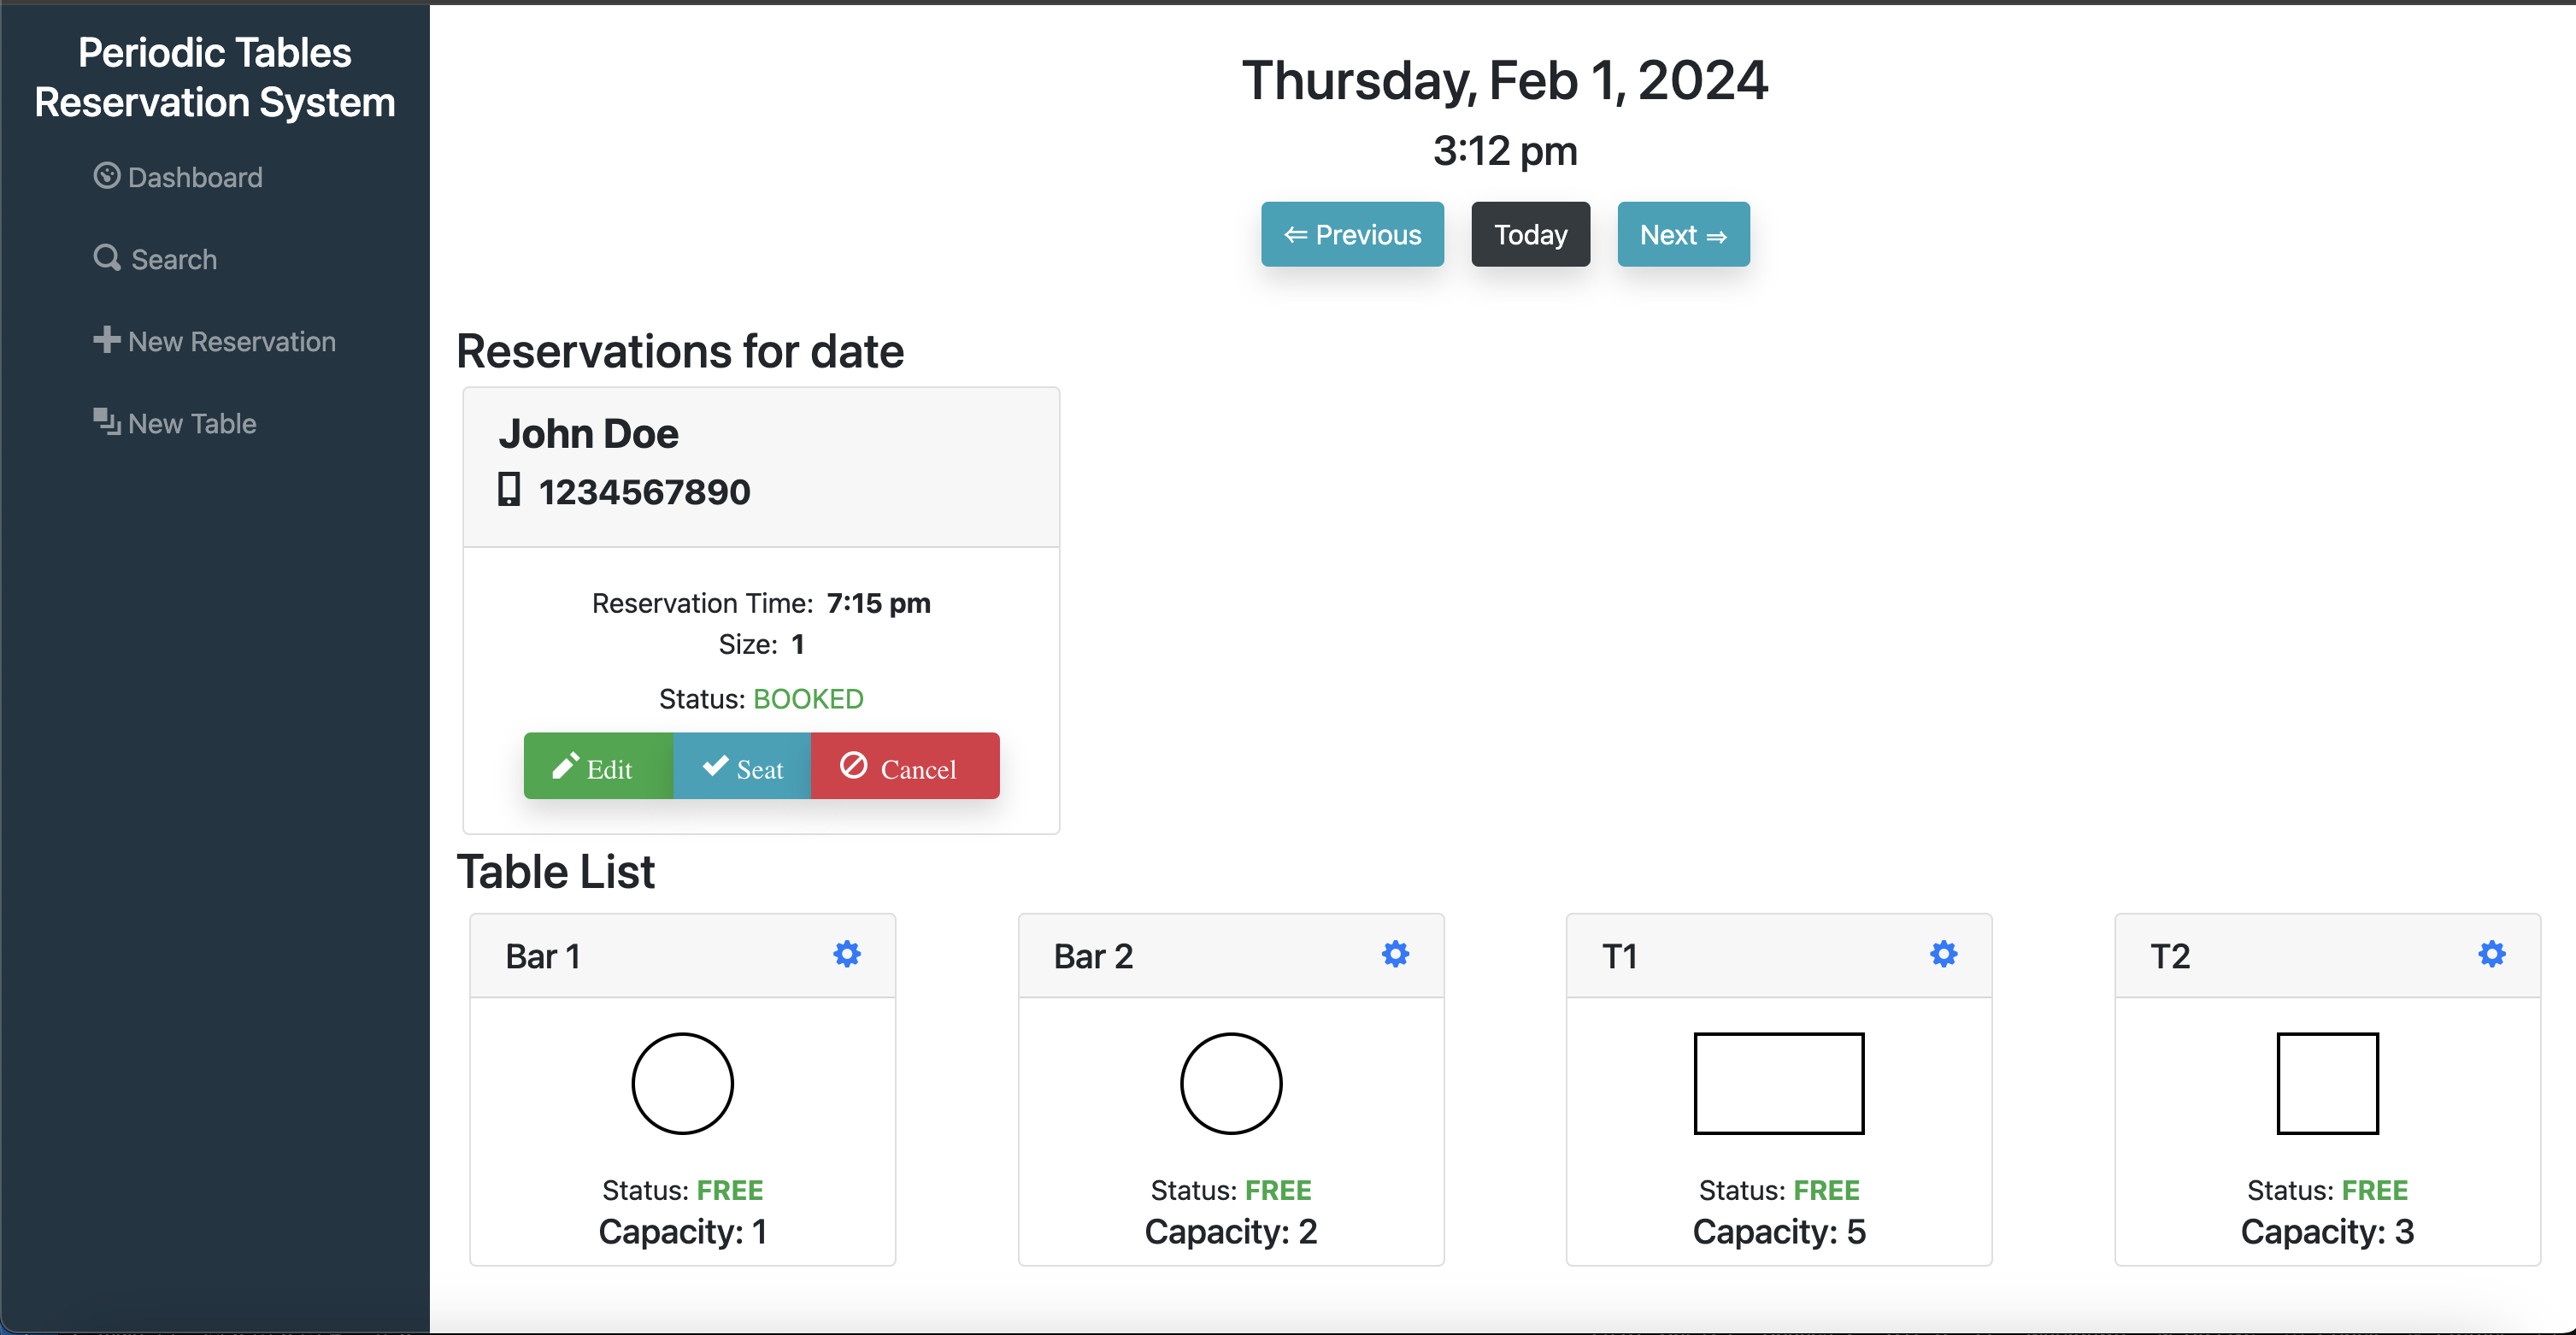 Periodic Tables
Reservation System
Dashboard
Search
New Reservation
New Table
Thursday, Feb 1, 2024
3:12 pm
⇐ Previous
Today
Next ⇒
Reservations for date
John Doe
1234567890
Reservation Time: 7:15 pm
Size: 1
Status: BOOKED
Edit
Seat
Cancel
Table List
Bar 1
Status: FREE
Capacity: 1
Bar 2
Status: FREE
Capacity: 2
T1
Status: FREE
Capacity: 5
T2
Status: FREE
Capacity: 3